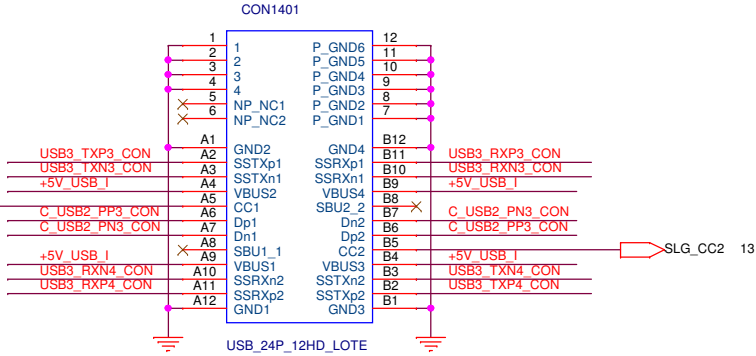 CON1401
1 1 P_GND6 12
2 2 P_GND5 11
3 3 P_GND4 10
4 4 P_GND3 9
5 NP_NC1 P_GND2 8
6 NP_NC2 P_GND1 7
A1 GND2 GND4 B12
USB3_TXP3_CON A2 SSTXp1 SSRXp1 B11 USB3_RXP3_CON
USB3_TXN3_CON A3 SSTXn1 SSRXn1 B10 USB3_RXN3_CON
+5V_USB_I A4 VBUS2 VBUS4 B9 +5V_USB_I
A5 CC1 SBU2_2 B8
C_USB2_PP3_CON A6 Dp1 Dn2 B7 C_USB2_PN3_CON
C_USB2_PN3_CON A7 Dn1 Dp2 B6 C_USB2_PP3_CON
A8 SBU1_1 CC2 B5 SLG_CC2 13
+5V_USB_I A9 VBUS1 VBUS3 B4 +5V_USB_I
USB3_RXN4_CON A10 SSRXn2 SSTXn2 B3 USB3_TXN4_CON
USB3_RXP4_CON A11 SSRXp2 SSTXp2 B2 USB3_TXP4_CON
A12 GND1 GND3 B1
USB_24P_12HD_LOTE